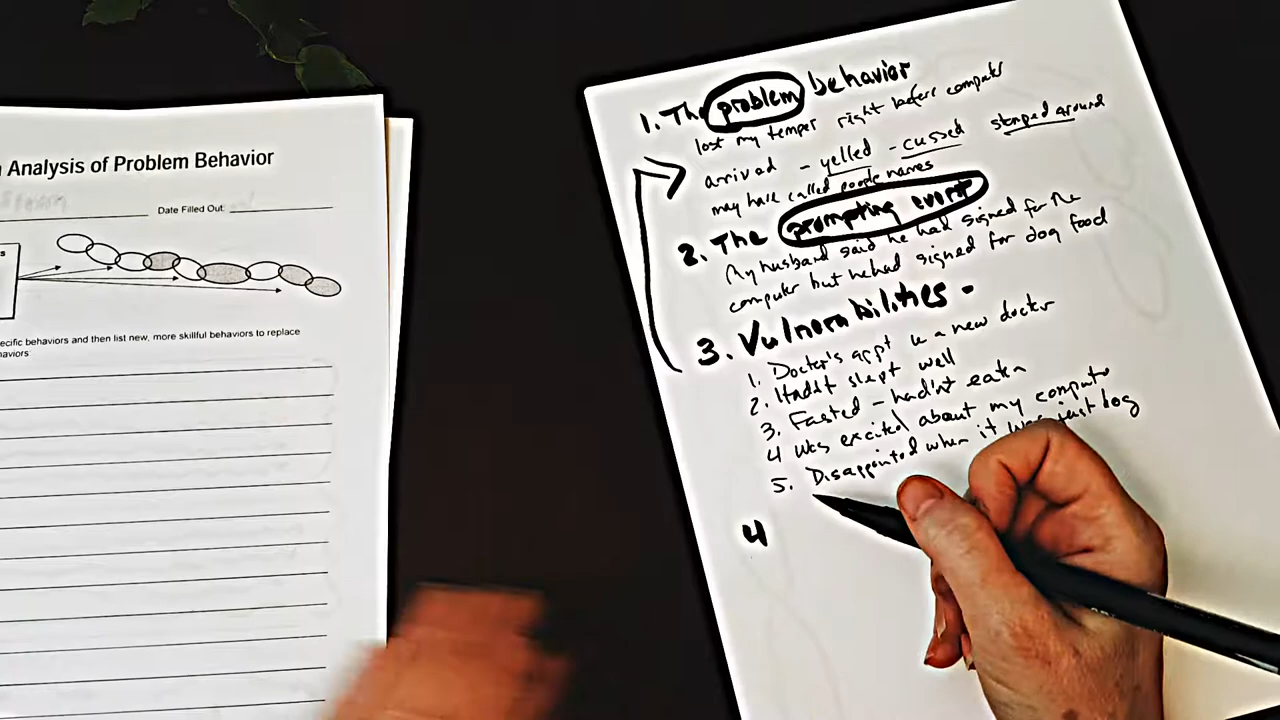 Analysis of Problem Behavior
Date Filled Out:
s
ecific behaviors and then list new, more skillful behaviors to replace
haviors
1. The problem behavior
lost my temper right before computer
arrived - yelled - cussed stomped around
may have called people names
2. The prompting event
My husband said he had signed for the
computer but he had signed for dog food
3. Vulnerabilities -
1. Doctor's appt w a new doctor
2. Hadn't slept well
3. Fasted - hadn't eaten
4 Was excited about my computer
5. Disappointed when it was just dog
4